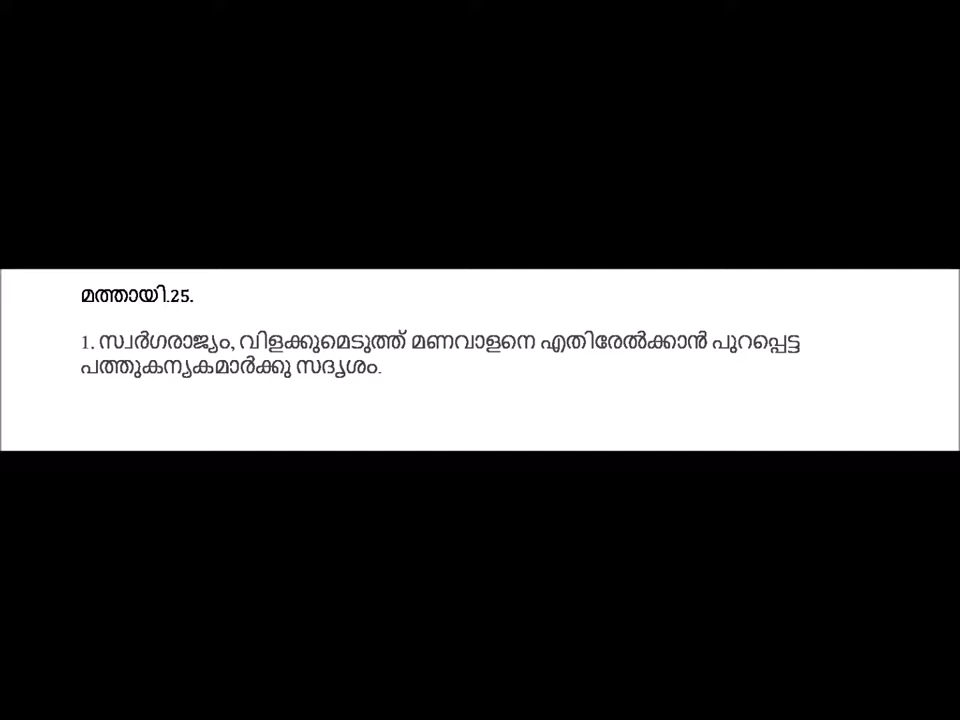 മത്തായി.25.
1. സ്വർഗരാജ്യം, വിളക്കുമെടുത്ത് മണവാളനെ എതിരേൽക്കാൻ പുറപ്പെട്ട
പത്തുകന്യകമാർക്കു സദൃശം.